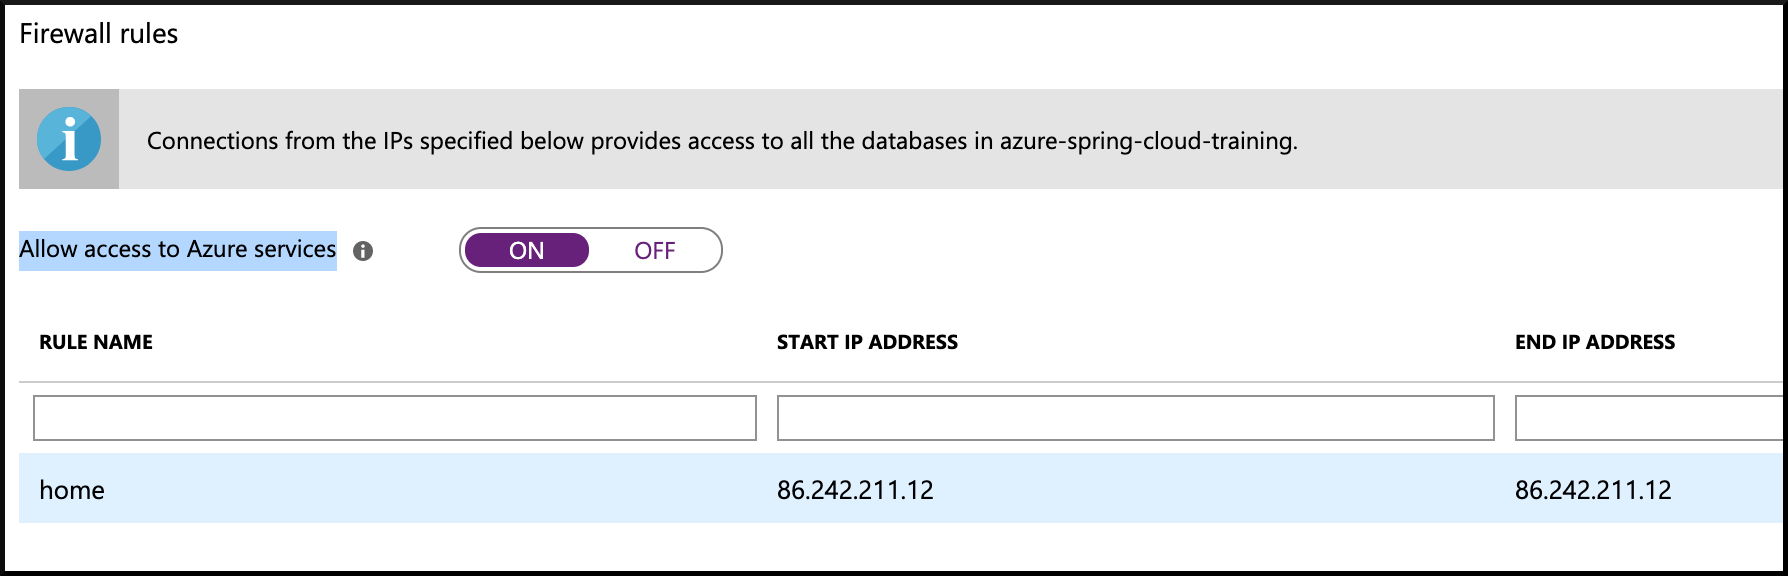 Firewall rules
Connections from the IPs specified below provides access to all the databases in azure-spring-cloud-training.
Allow access to Azure services ON OFF
RULE NAME START IP ADDRESS END IP ADDRESS
home 86.242.211.12 86.242.211.12